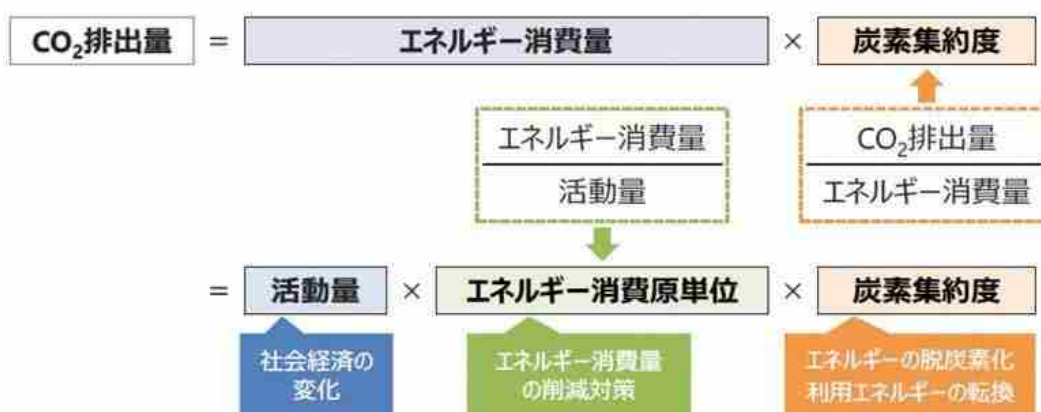 CO₂排出量 = エネルギー消費量 × 炭素集約度
エネルギー消費量
活動量
CO₂排出量
エネルギー消費量
= 活動量 × エネルギー消費原単位 × 炭素集約度
社会経済の
変化
エネルギー消費量
の削減対策
エネルギーの脱炭素化
利用エネルギーの転換